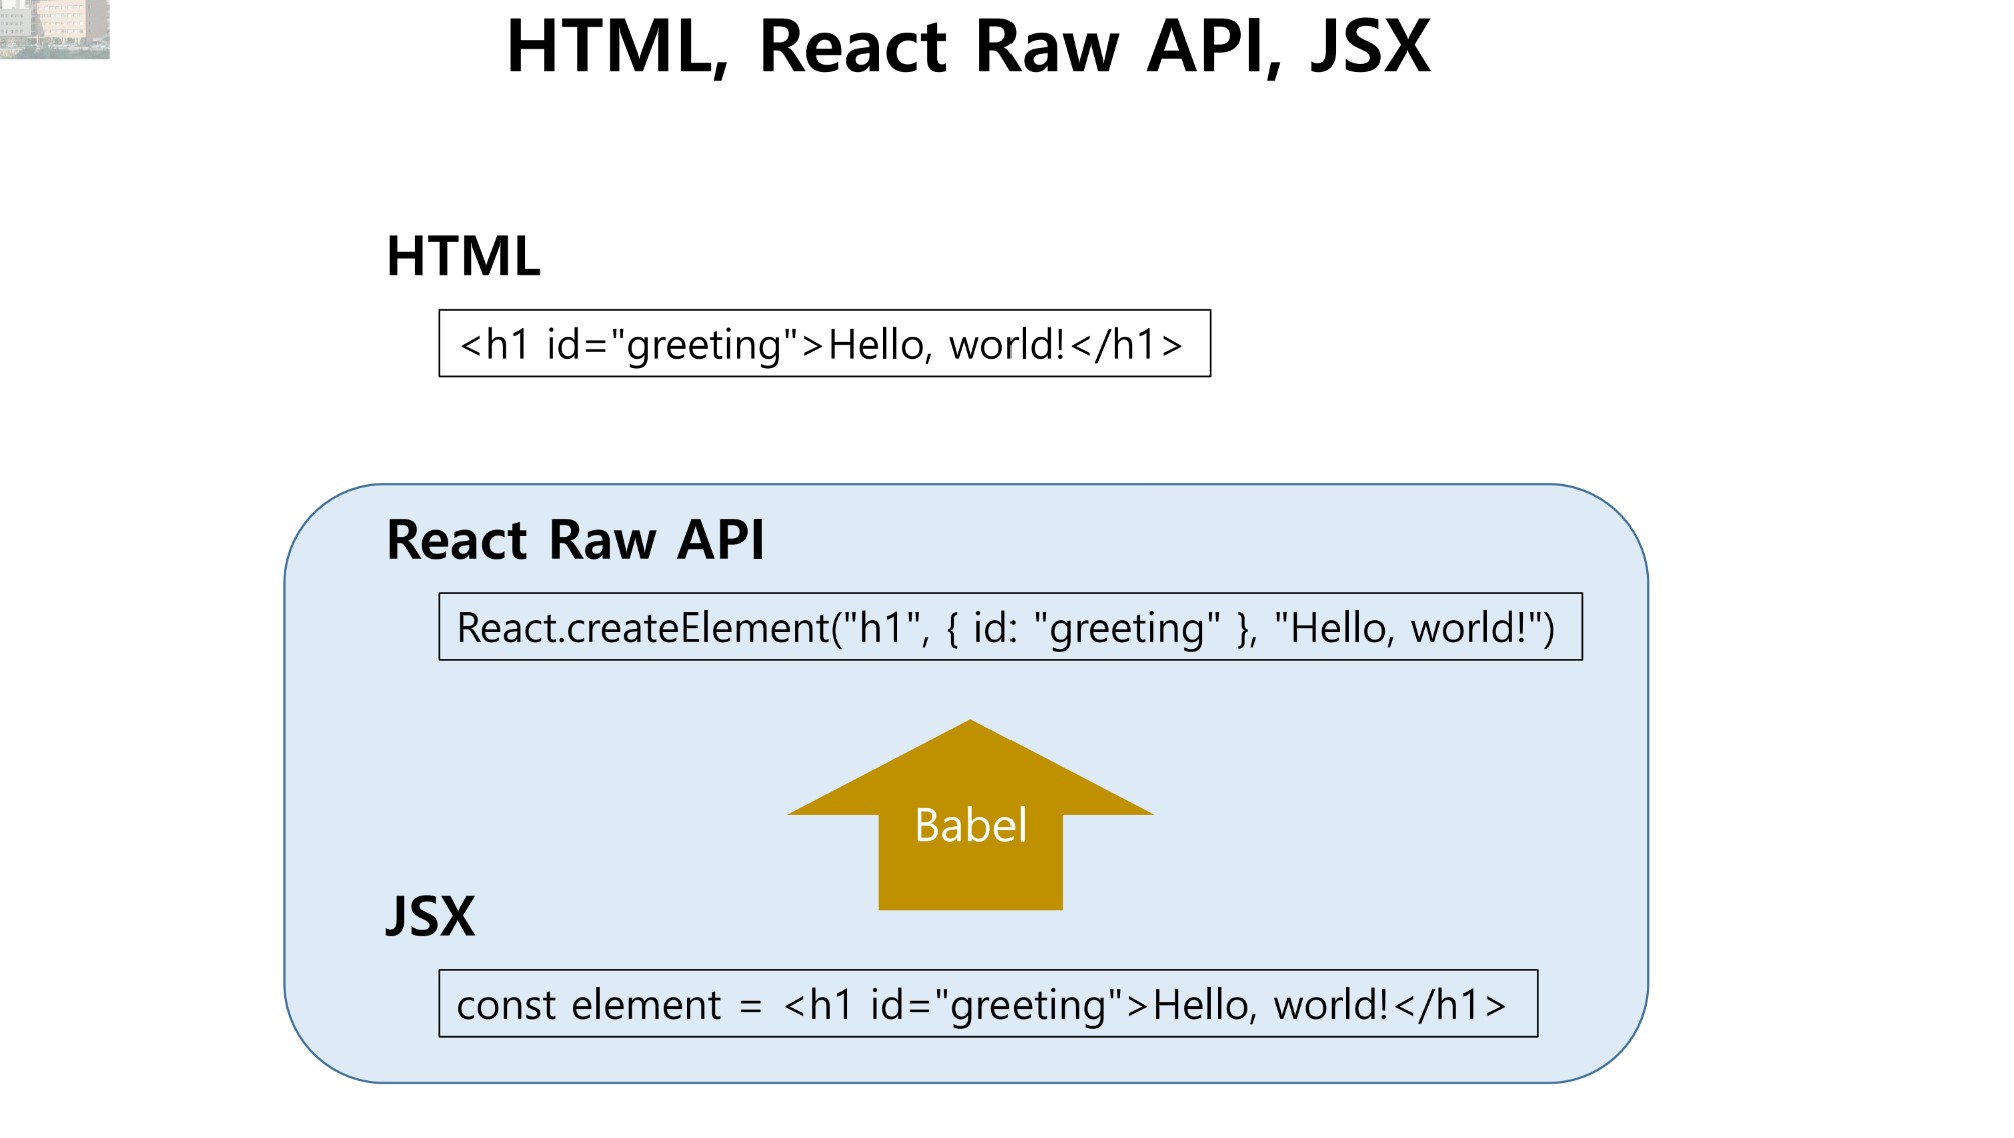 HTML, React Raw API, JSX
HTML
<h1 id="greeting">Hello, world!</h1>
React Raw API
React.createElement("h1", { id: "greeting" }, "Hello, world!")
Babel
JSX
const element = <h1 id="greeting">Hello, world!</h1>